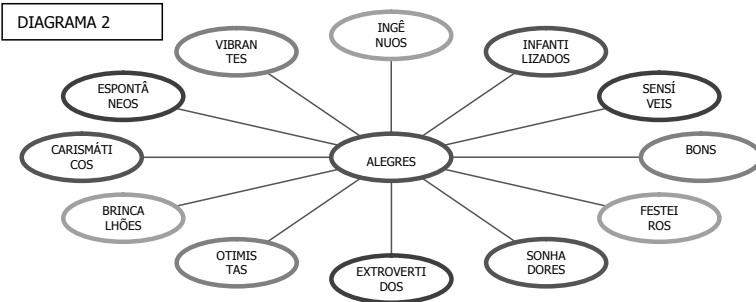 DIAGRAMA 2
INGÊ
NUOS
VIBRAN
TES
INFANTI
LIZADOS
ESPONTÂ
NEOS
SENSÍ
VEIS
CARISMÁTI
COS
ALEGRES
BONS
BRINCA
LHÕES
FESTEI
ROS
OTIMIS
TAS
SONHA
DORES
EXTROVERTI
DOS